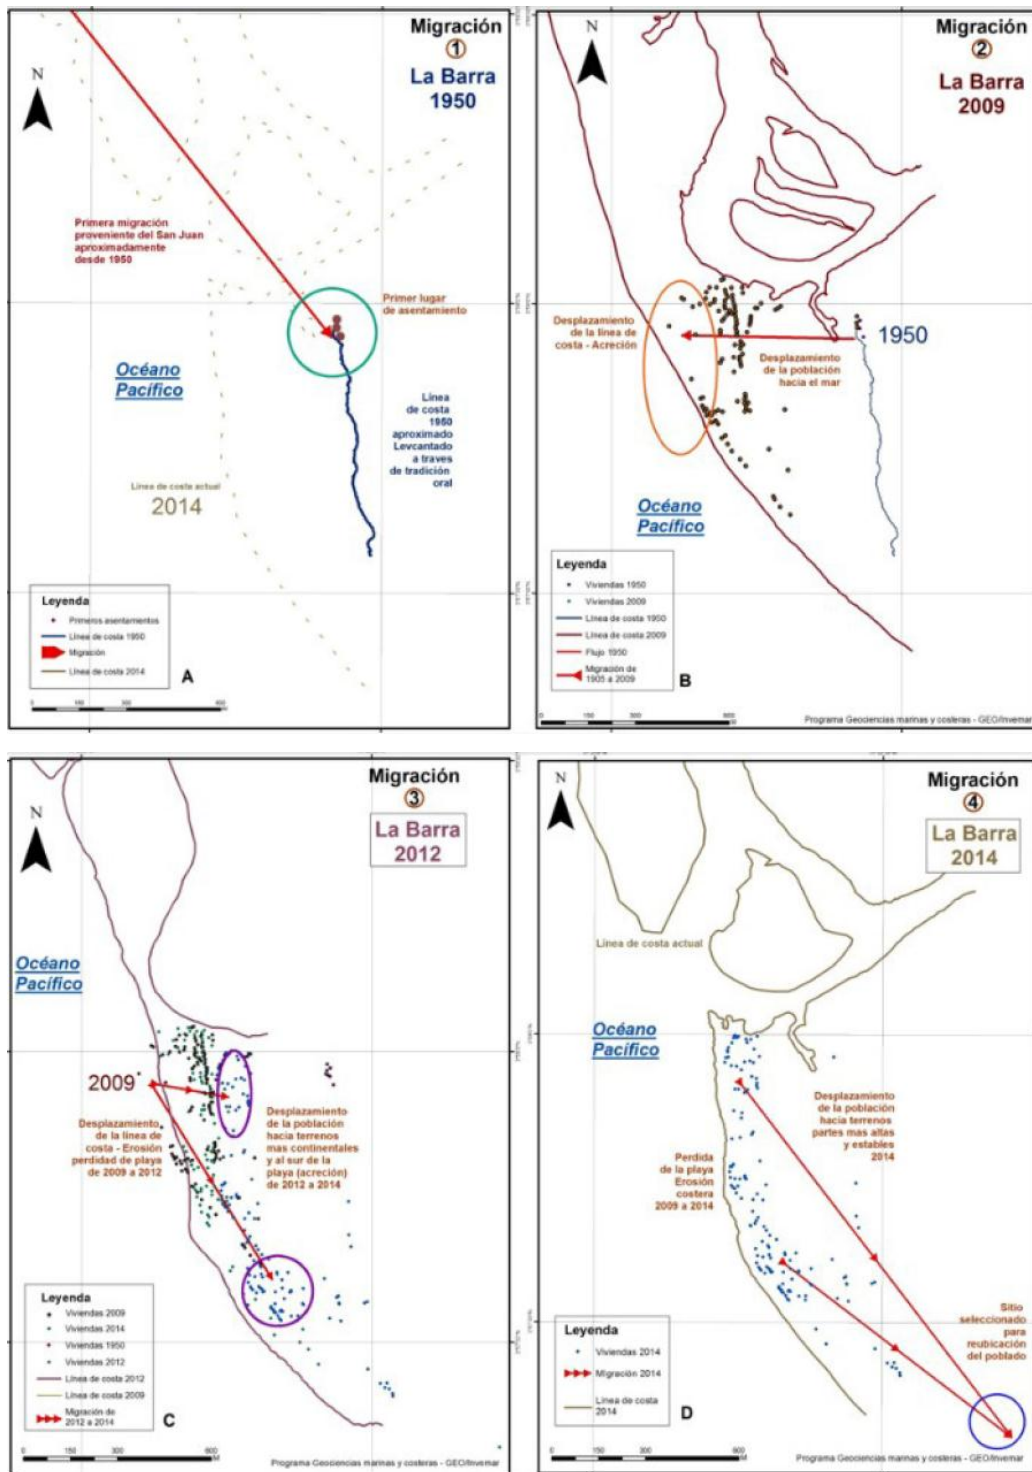 Migración
1
La Barra
1950
N
Primera migración
proveniente del San Juan
aproximadamente
desde 1950
Primer lugar
de asentamiento
Océano
Pacífico
Línea
de costa
1950
aproximado
Levcantado
a traves
de tradición
oral
Línea de costa actual
2014
Leyenda
Primeros asentamientos
Línea de costa 1950
Migración
Línea de costa 2014
A
Migración
2
La Barra
2009
N
Desplazamiento
de la línea de
costa - Acreción
1950
Desplazamiento
de la población
hacia el mar
Océano
Pacífico
Leyenda
Viviendas 1950
Viviendas 2009
Línea de costa 1950
Línea de costa 2009
Flujo 1950
Migración de
1905 a 2009
B
Programa Geociencias marinas y costeras - GEO/Invemar
Migración
3
La Barra
2012
N
Océano
Pacífico
2009
Desplazamiento
de la línea de
costa - Erosión
perdidad de playa
de 2009 a 2012
Desplazamiento
de la población
hacia terrenos
mas continentales
y al sur de la
playa (acreción)
de 2012 a 2014
Leyenda
Viviendas 2009
Viviendas 2014
Viviendas 1950
Viviendas 2012
Línea de costa 2012
Línea de costa 2009
Migración de
2012 a 2014
C
Programa Geociencias marinas y costeras - GEO/Invemar
Migración
4
La Barra
2014
N
Línea de costa actual
Océano
Pacífico
Desplazamiento
de la población
hacia terrenos
partes mas altas
y estables
2014
Perdida
de la playa
Erosión
costera
2009 a 2014
Sitio
seleccionado
para
reubicación
del poblado
Leyenda
Viviendas 2014
Migración 2014
Línea de costa
2014
D
Programa Geociencias marinas y costeras - GEO/Invemar